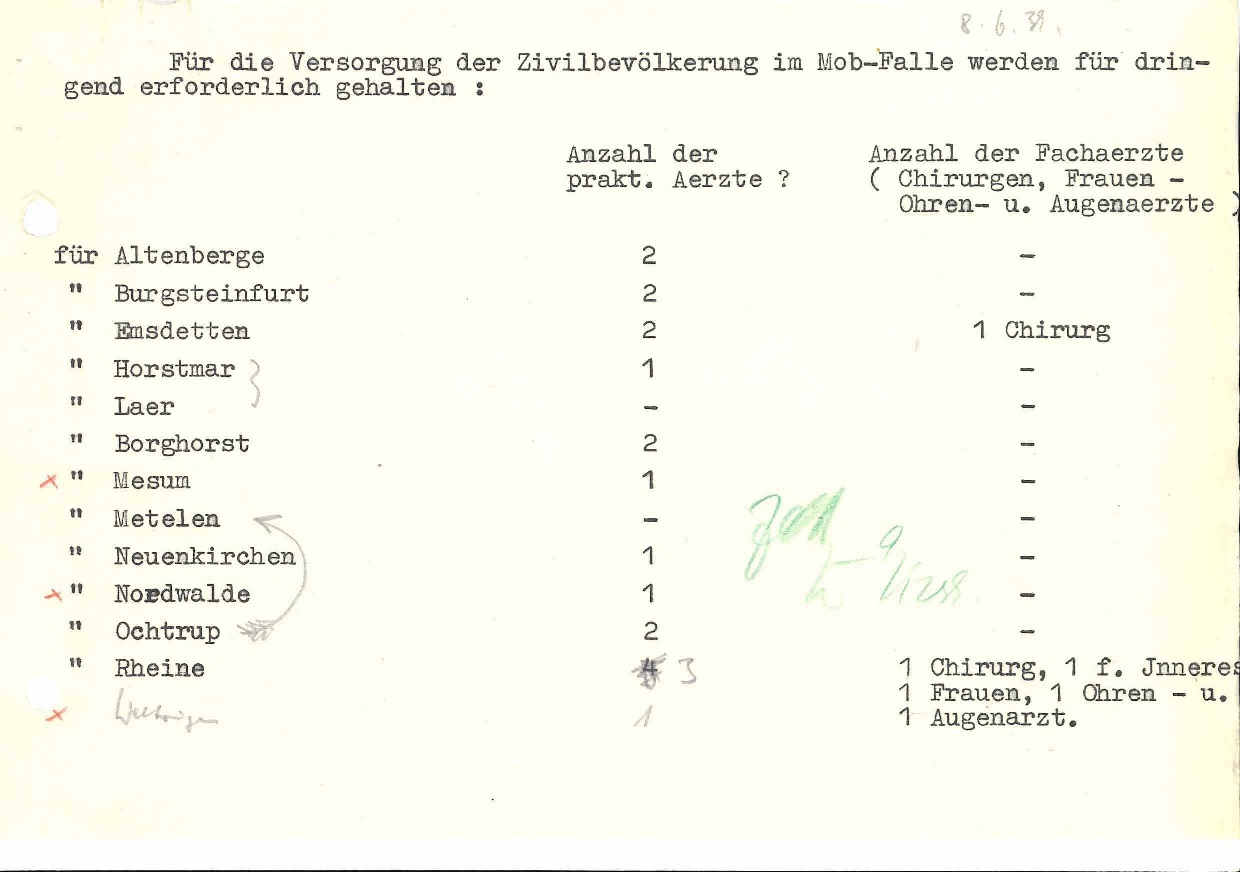 8.6.39.
Für die Versorgung der Zivilbevölkerung im Mob-Falle werden für drin-
gend erforderlich gehalten :
Anzahl der Anzahl der Fachaerzte
prakt. Aerzte ? ( Chirurgen, Frauen -
Ohren- u. Augenaerzte )
für Altenberge 2 -
" Burgsteinfurt 2 -
" Emsdetten 2 1 Chirurg
" Horstmar 1 -
" Laer - -
" Borghorst 2 -
x " Mesum 1 -
" Metelen - -
" Neuenkirchen 1 -
x " Nordwalde 1 -
" Ochtrup 2 -
" Rheine 4 3 1 Chirurg, 1 f. Jnneres
1 Frauen, 1 Ohren - u.
x 1 1 Augenarzt.